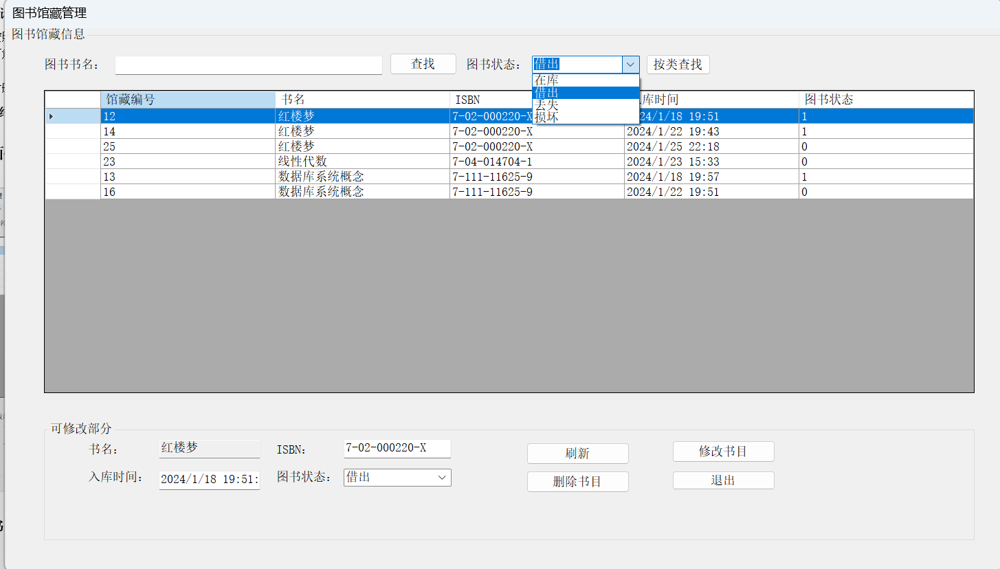 图书馆藏管理
图书馆藏信息
图书书名： 查找 图书状态： 借出 按类查找
在库
借出
丢失
损坏
馆藏编号 书名 ISBN 库时间 图书状态
12 红楼梦 7-02-000220-X 24/1/18 19:51 1
14 红楼梦 7-02-000220-X 2024/1/22 19:43 1
25 红楼梦 7-02-000220-X 2024/1/25 22:18 0
23 线性代数 7-04-014704-1 2024/1/23 15:33 0
13 数据库系统概念 7-111-11625-9 2024/1/18 19:57 1
16 数据库系统概念 7-111-11625-9 2024/1/22 19:51 0
可修改部分
书名： 红楼梦 ISBN: 7-02-000220-X 刷新 修改书目
入库时间： 2024/1/18 19:51: 图书状态： 借出 删除书目 退出